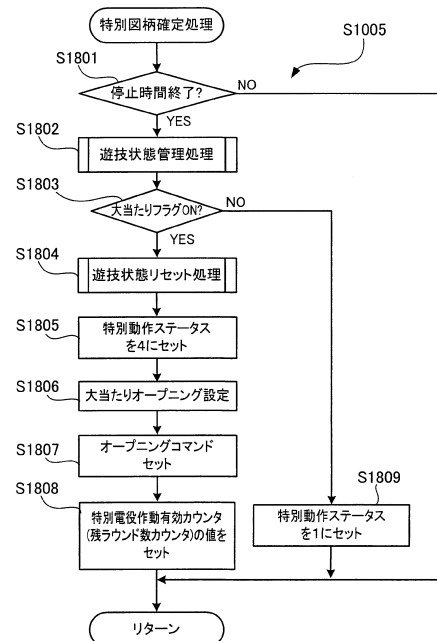 特別図柄確定処理
S1005
S1801
停止時間終了?
NO
YES
S1802
遊技状態管理処理
S1803
大当たりフラグON?
NO
YES
S1804
遊技状態リセット処理
S1805
特別動作ステータス
を4にセット
S1806
大当たりオープニング設定
S1807
オープニングコマンド
セット
S1808
特別電役作動有効カウンタ
(残ラウンド数カウンタ)の値を
セット
S1809
特別動作ステータス
を1にセット
リターン